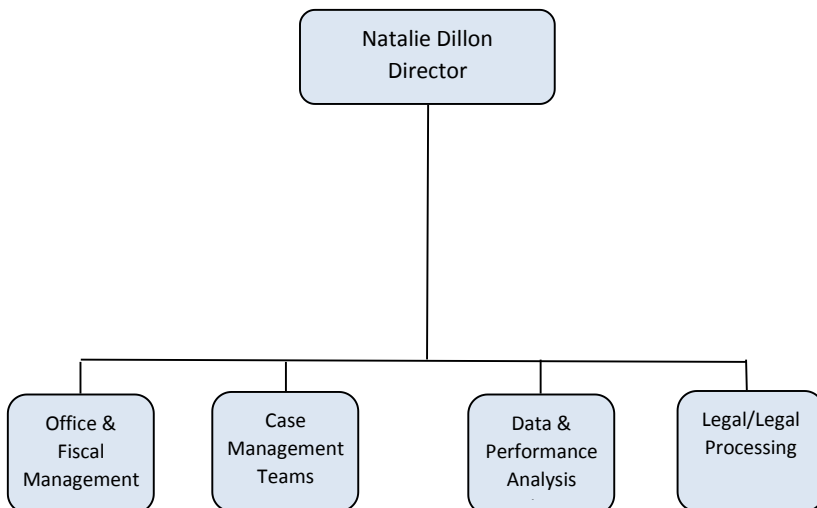 Natalie Dillon
Director
Office &
Fiscal
Management
Case
Management
Teams
Data &
Performance
Analysis
Legal/Legal
Processing